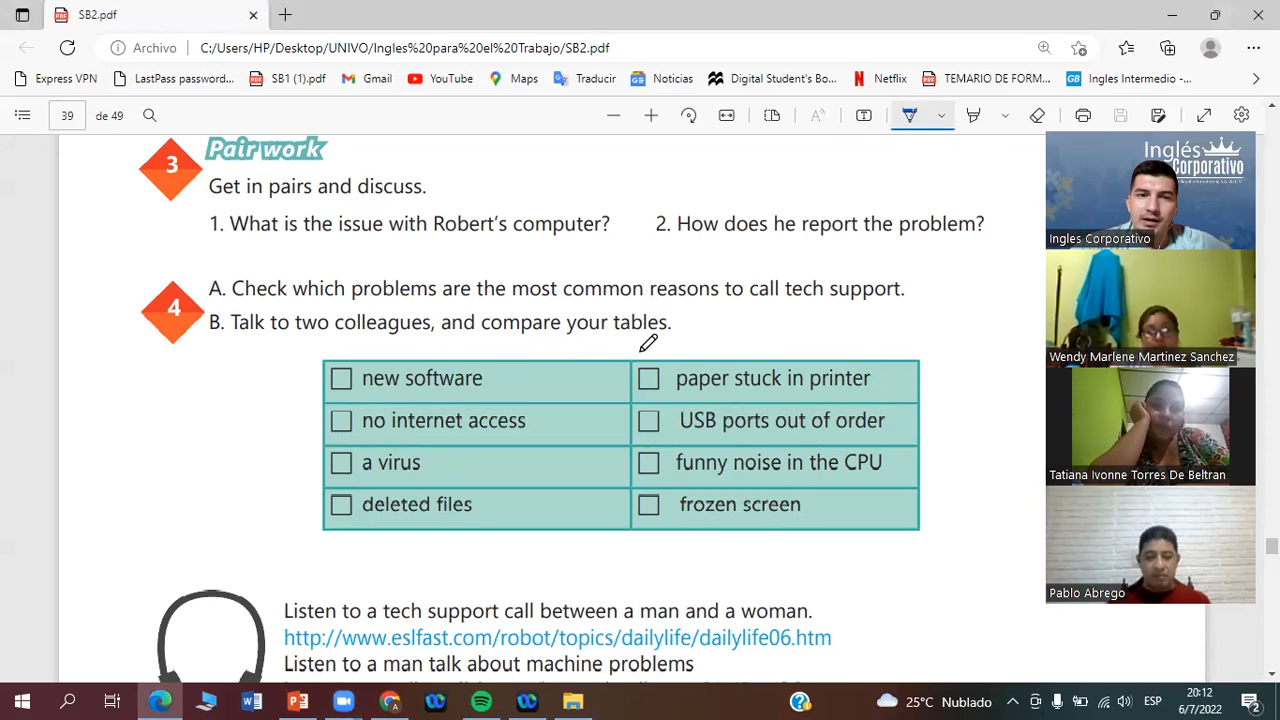 SB2.pdf
Archivo
C:/Users/HP/Desktop/UNIVO/Ingles%20para%20el%20Trabajo/SB2.pdf
Express VPN
LastPass password...
SB1 (1).pdf
Gmail
YouTube
Maps
Traducir
Noticias
Digital Student's Bo...
Netflix
TEMARIO DE FORM...
Ingles Intermedio -...
39
de 49
3
Pair work
Get in pairs and discuss.
1. What is the issue with Robert's computer?
2. How does he report the problem?
4
A. Check which problems are the most common reasons to call tech support.
B. Talk to two colleagues, and compare your tables.
new software
paper stuck in printer
no internet access
USB ports out of order
a virus
funny noise in the CPU
deleted files
frozen screen
Listen to a tech support call between a man and a woman.
http://www.eslfast.com/robot/topics/dailylife/dailylife06.htm
Listen to a man talk about machine problems
Inglés
Corporativo
Ingles Corporativo
Wendy Marlene Martinez Sanchez
Tatiana Ivonne Torres De Beltran
Pablo Abrego
25°C Nublado
ESP
20:12
6/7/2022
2